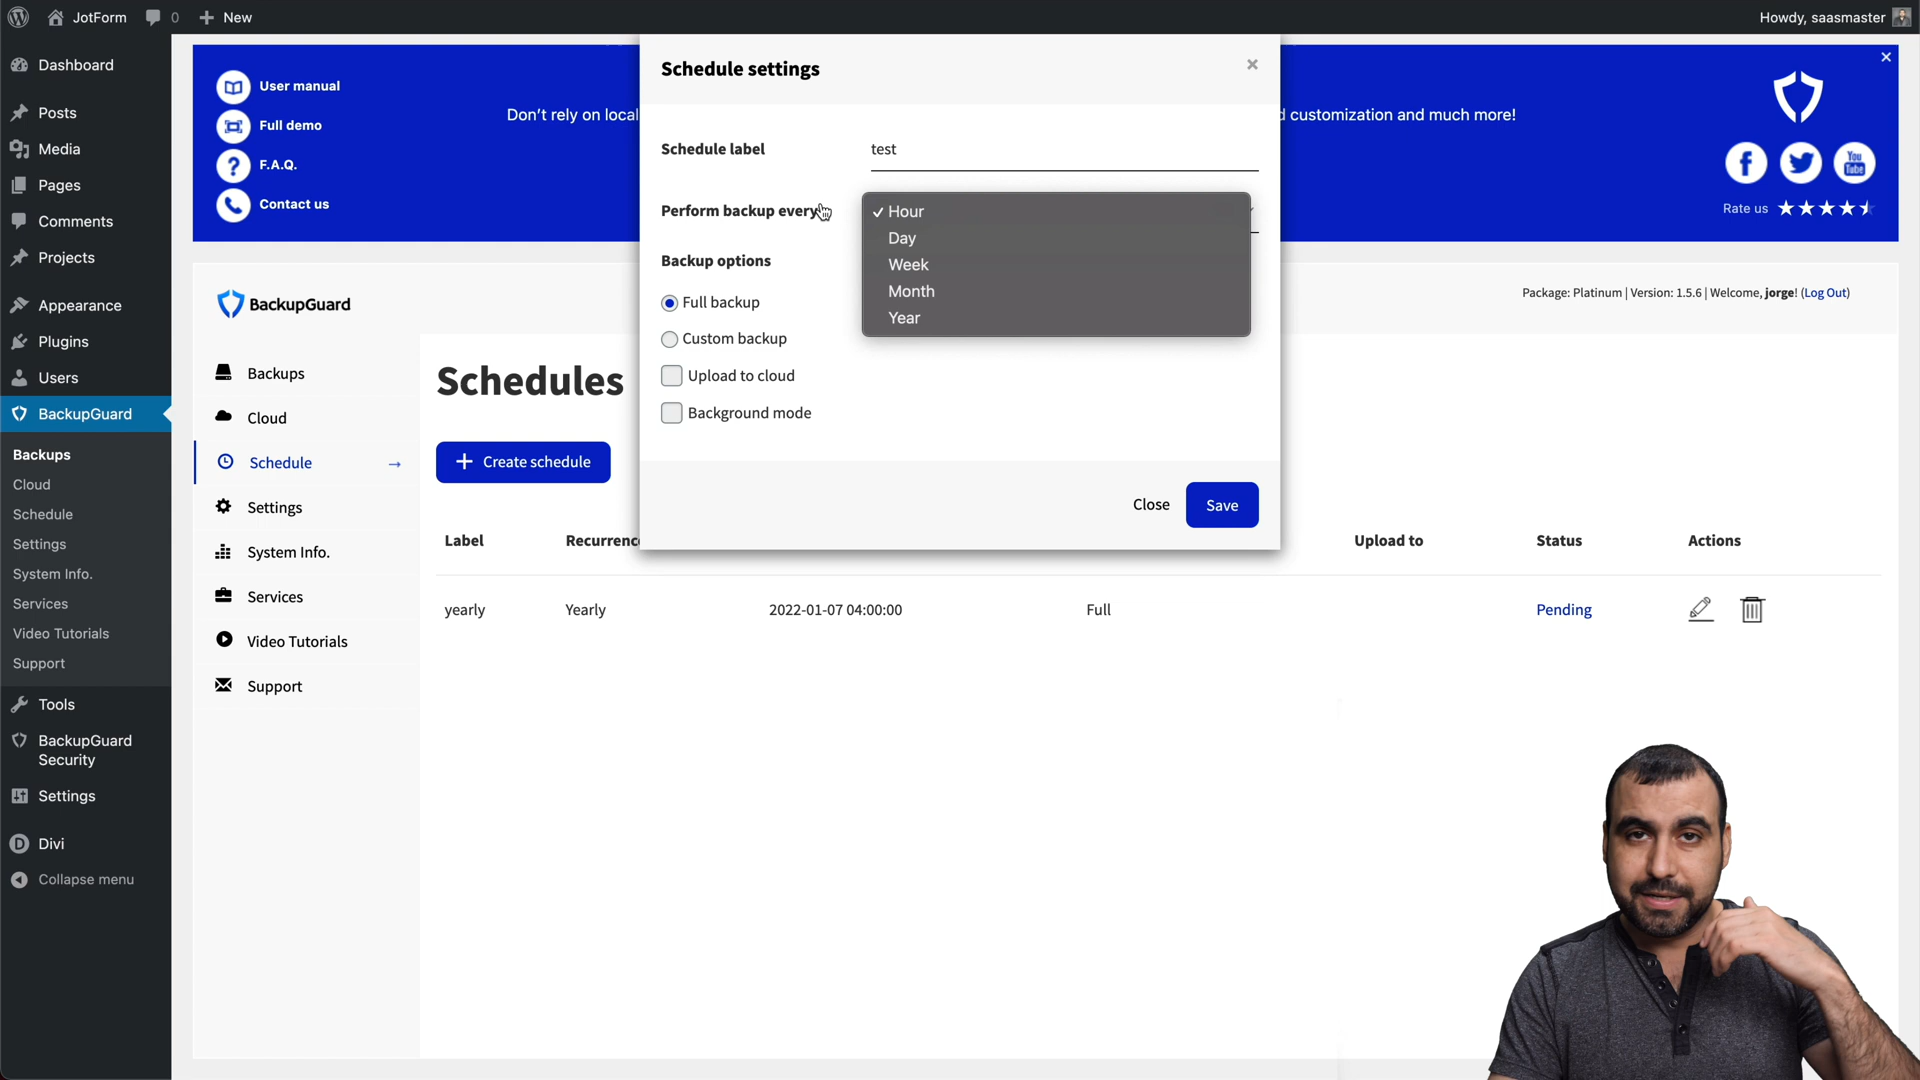 JotForm
0
New
Howdy, saasmaster
Dashboard
Posts
Media
Pages
Comments
Projects
Appearance
Plugins
Users
BackupGuard
Backups
Cloud
Schedule
Settings
System Info.
Services
Video Tutorials
Support
Tools
BackupGuard
Security
Settings
Divi
Collapse menu
User manual
Full demo
F.A.Q.
Contact us
Don't rely on local
d customization and much more!
You
Tube
Rate us
BackupGuard
Package: Platinum | Version: 1.5.6 | Welcome, jorge! (Log Out)
Backups
Cloud
Schedule →
Settings
System Info.
Services
Video Tutorials
Support
Schedules
+ Create schedule
Label Recurrenc Upload to Status Actions
yearly Yearly 2022-01-07 04:00:00 Full Pending
Schedule settings
×
Schedule label test
Perform backup every
✓ Hour
Day
Week
Month
Year
Backup options
Full backup
Custom backup
Upload to cloud
Background mode
Close Save